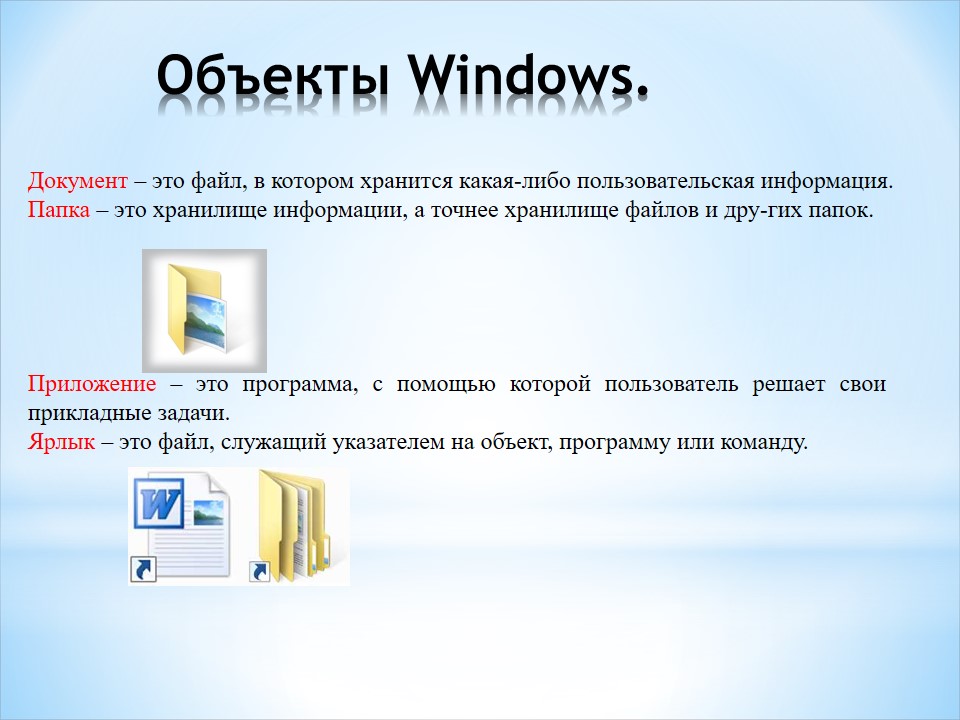 Объекты Windows.
Документ – это файл, в котором хранится какая-либо пользовательская информация.
Папка – это хранилище информации, а точнее хранилище файлов и дру-гих папок.
Приложение – это программа, с помощью которой пользователь решает свои
прикладные задачи.
Ярлык – это файл, служащий указателем на объект, программу или команду.
W